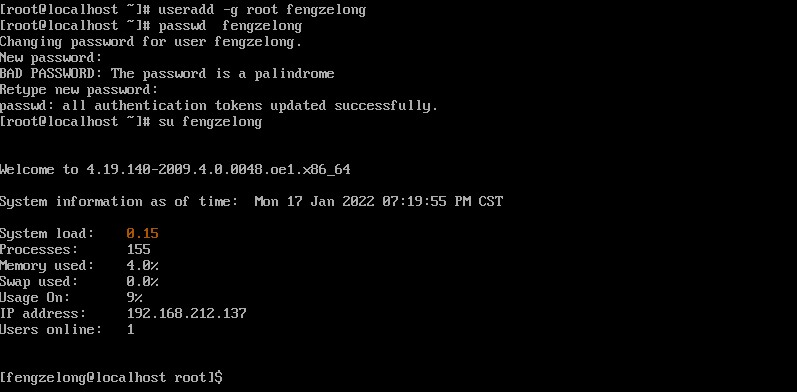 [root@localhost ~]# useradd -g root fengzelong
[root@localhost ~]# passwd  fengzelong
Changing password for user fengzelong.
New password:
BAD PASSWORD: The password is a palindrome
Retype new password:
passwd: all authentication tokens updated successfully.
[root@localhost ~]# su fengzelong
Welcome to 4.19.140-2009.4.0.0048.oe1.x86_64
System information as of time:  Mon 17 Jan 2022 07:19:55 PM CST
System load:    0.15
Processes:      155
Memory used:    4.0%
Swap used:      0.0%
Usage On:       9%
IP address:     192.168.212.137
Users online:   1
[fengzelong@localhost root]$